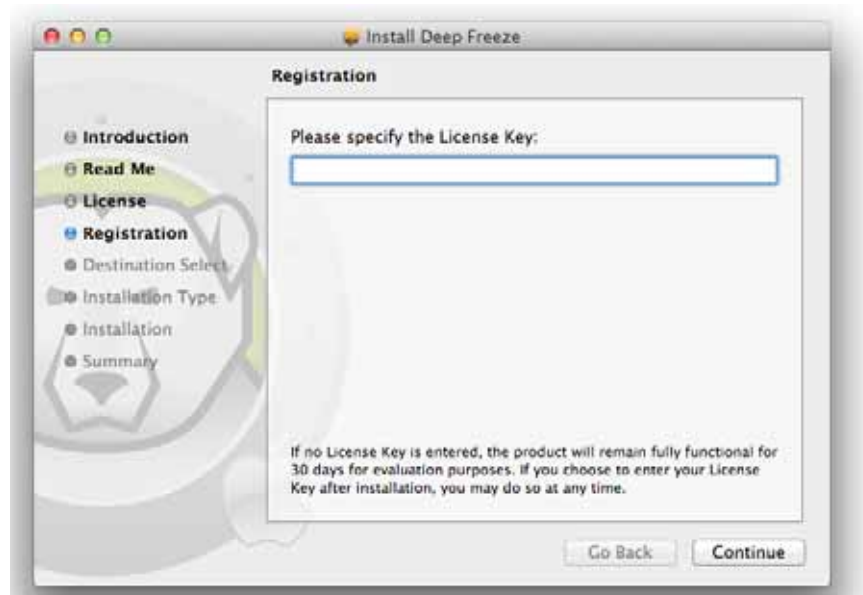 Install Deep Freeze
Registration
Introduction
Read Me
License
Registration
Destination Select
Installation Type
Installation
Summary
Please specify the License Key:
If no License Key is entered, the product will remain fully functional for
30 days for evaluation purposes. If you choose to enter your License
Key after installation, you may do so at any time.
Go Back
Continue